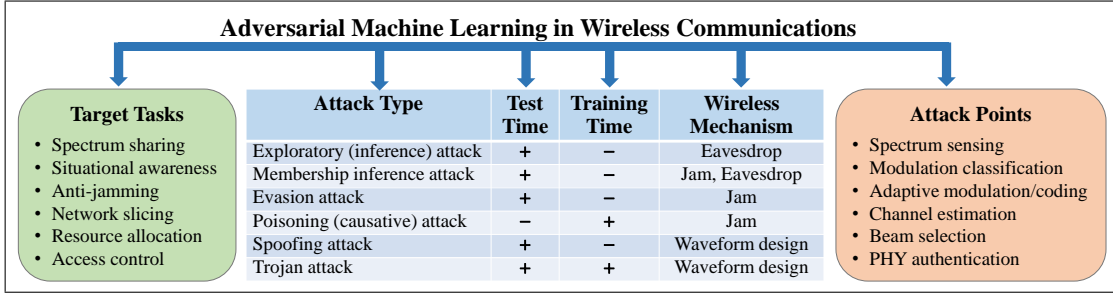 Adversarial Machine Learning in Wireless Communications
Target Tasks
• Spectrum sharing
• Situational awareness
• Anti-jamming
• Network slicing
• Resource allocation
• Access control
Attack Type Test Time Training Time Wireless Mechanism
Exploratory (inference) attack + − Eavesdrop
Membership inference attack + − Jam, Eavesdrop
Evasion attack + − Jam
Poisoning (causative) attack − + Jam
Spoofing attack + − Waveform design
Trojan attack + + Waveform design
Attack Points
• Spectrum sensing
• Modulation classification
• Adaptive modulation/coding
• Channel estimation
• Beam selection
• PHY authentication